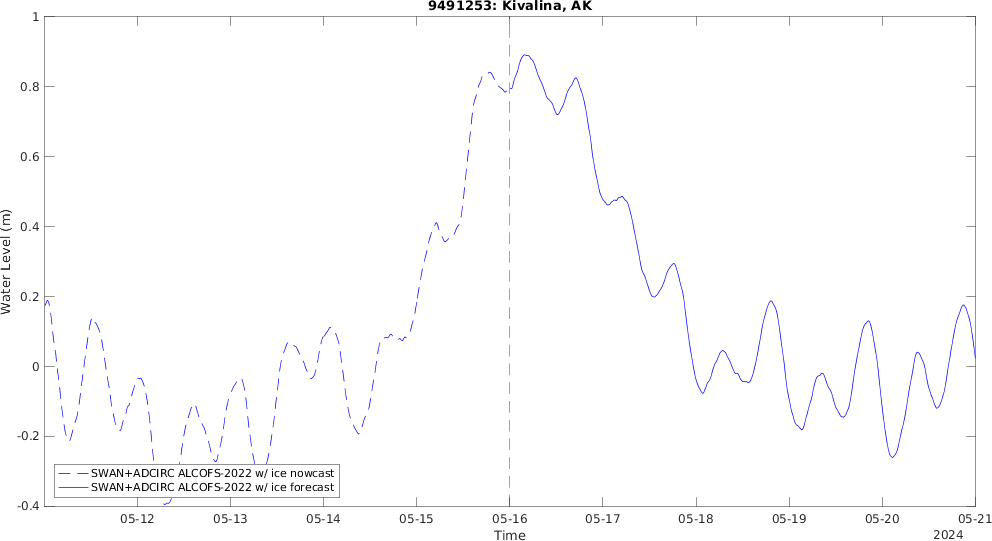 9491253: Kivalina, AK
1
0.8
0.6
0.4
0.2
0
-0.2
-0.4
Water Level (m)
SWAN+ADCIRC ALCOFS-2022 w/ ice nowcast
SWAN+ADCIRC ALCOFS-2022 w/ ice forecast
05-12 05-13 05-14 05-15 05-16 05-17 05-18 05-19 05-20 05-21
Time
2024